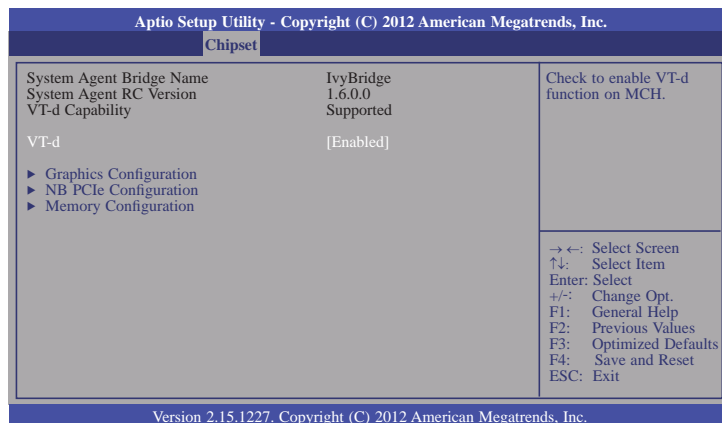 Aptio Setup Utility - Copyright (C) 2012 American Megatrends, Inc.
Chipset
System Agent Bridge Name IvyBridge
System Agent RC Version 1.6.0.0
VT-d Capability Supported
VT-d [Enabled]
▶ Graphics Configuration
▶ NB PCIe Configuration
▶ Memory Configuration
Check to enable VT-d
function on MCH.
→←: Select Screen
↑↓: Select Item
Enter: Select
+/-: Change Opt.
F1: General Help
F2: Previous Values
F3: Optimized Defaults
F4: Save and Reset
ESC: Exit
Version 2.15.1227. Copyright (C) 2012 American Megatrends, Inc.